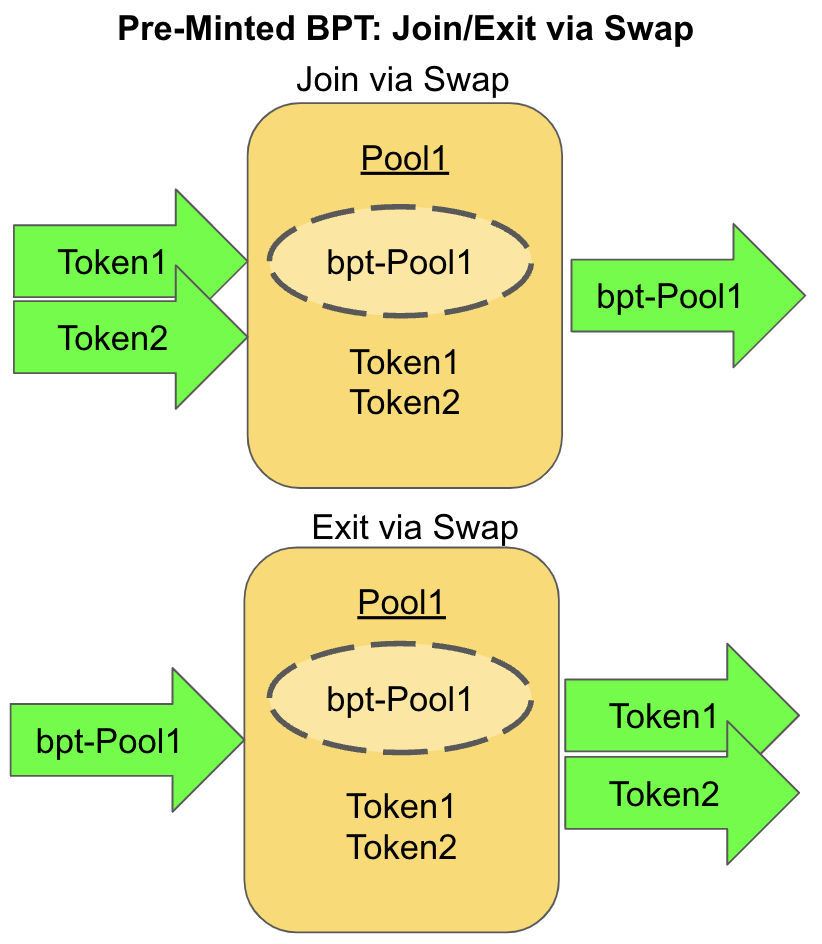 Pre-Minted BPT: Join/Exit via Swap
Join via Swap
Pool1
Token1
bpt-Pool1
bpt-Pool1
Token2
Token1
Token2
Exit via Swap
Pool1
bpt-Pool1
bpt-Pool1
Token1
Token2
Token1
Token2